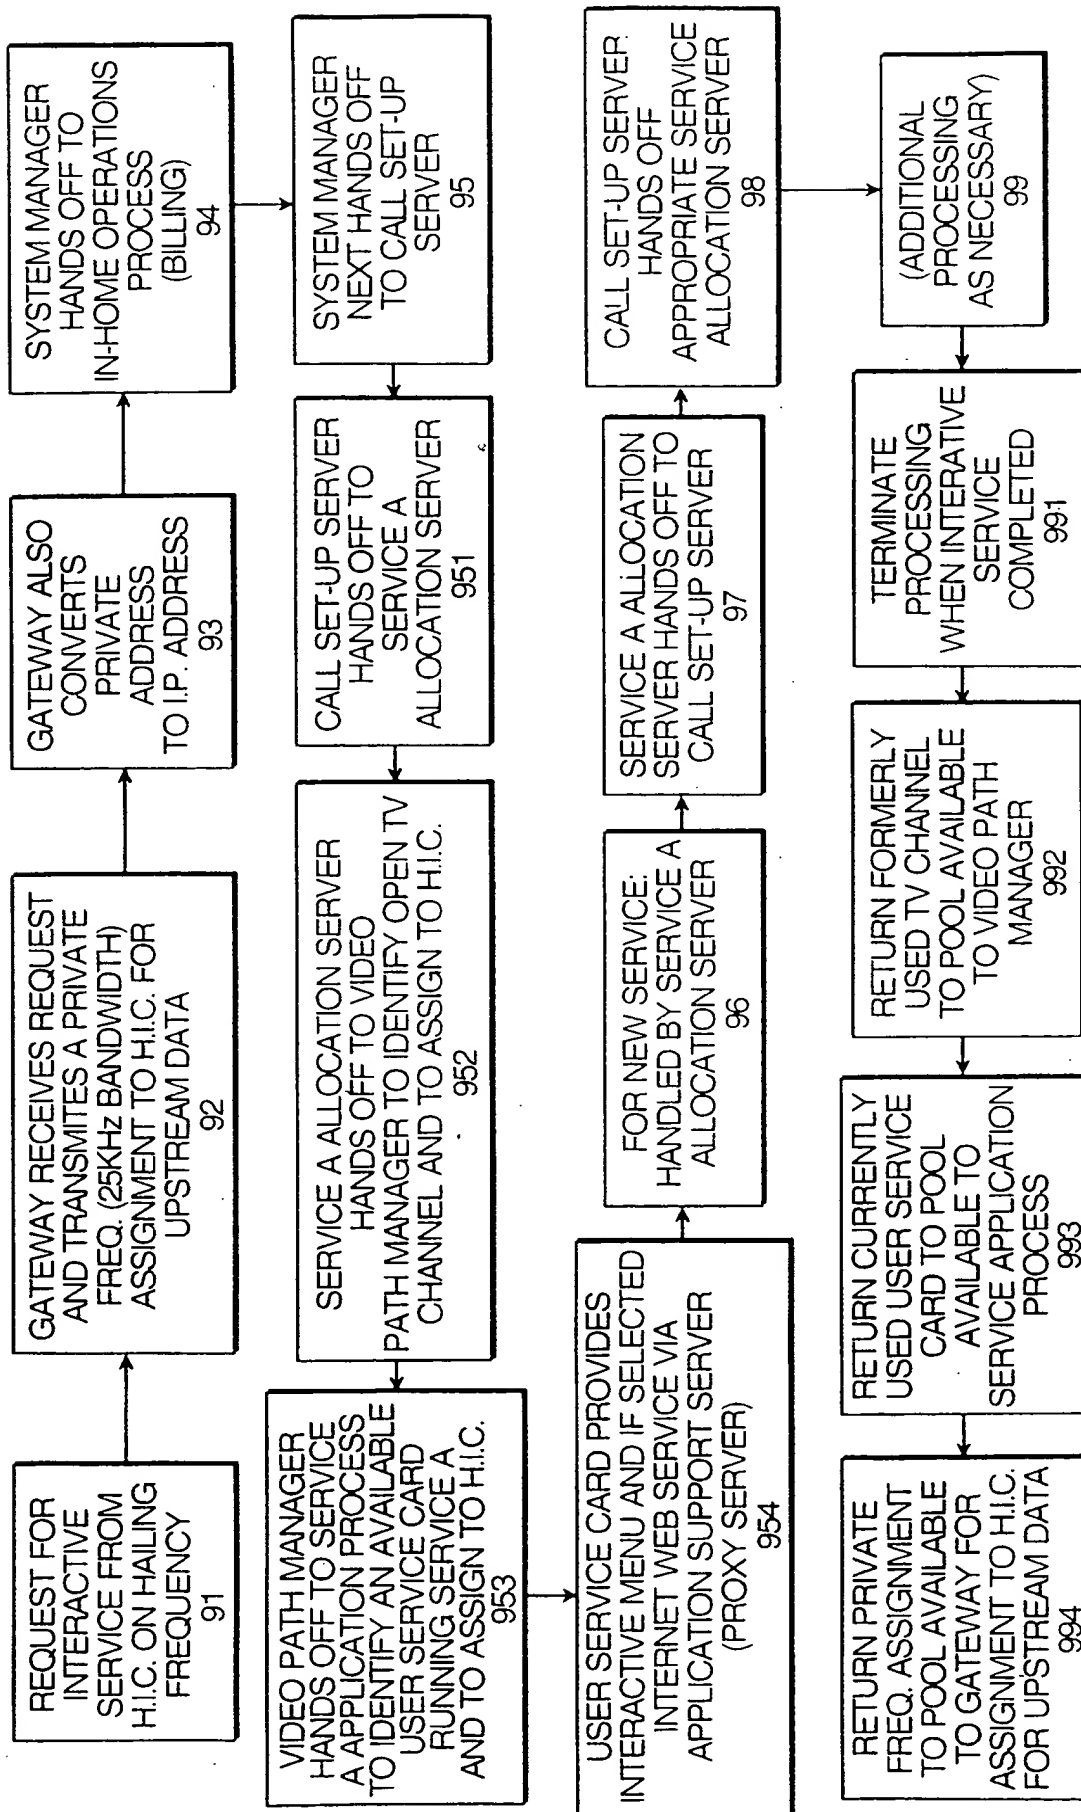 REQUEST FOR
INTERACTIVE
SERVICE FROM
H.I.C. ON HAILING
FREQUENCY
91
GATEWAY RECEIVES REQUEST
AND TRANSMITES A PRIVATE
FREQ. (25KHz BANDWIDTH)
ASSIGNMENT TO H.I.C. FOR
UPSTREAM DATA
92
GATEWAY ALSO
CONVERTS
PRIVATE
ADDRESS
TO I.P. ADDRESS
93
SYSTEM MANAGER
HANDS OFF TO
IN-HOME OPERATIONS
PROCESS
(BILLING)
94
SYSTEM MANAGER
NEXT HANDS OFF
TO CALL SET-UP
SERVER
95
CALL SET-UP SERVER
HANDS OFF TO
SERVICE A
ALLOCATION SERVER
951
SERVICE A ALLOCATION SERVER
HANDS OFF TO VIDEO
PATH MANAGER TO IDENTIFY OPEN TV
CHANNEL AND TO ASSIGN TO H.I.C.
952
VIDEO PATH MANAGER
HANDS OFF TO SERVICE
A APPLICATION PROCESS
TO IDENTIFY AN AVAILABLE
USER SERVICE CARD
RUNNING SERVICE A
AND TO ASSIGN TO H.I.C.
953
USER SERVICE CARD PROVIDES
INTERACTIVE MENU AND IF SELECTED
INTERNET WEB SERVICE VIA
APPLICATION SUPPORT SERVER
(PROXY SERVER)
954
FOR NEW SERVICE:
HANDLED BY SERVICE A
ALLOCATION SERVER
96
SERVICE A ALLOCATION
SERVER HANDS OFF TO
CALL SET-UP SERVER
97
CALL SET-UP SERVER.
HANDS OFF
APPROPRIATE SERVICE
ALLOCATION SERVER
98
(ADDITIONAL
PROCESSING
AS NECESSARY)
99
TERMINATE
PROCESSING
WHEN INTERATIVE
SERVICE
COMPLETED
991
RETURN FORMERLY
USED TV CHANNEL
TO POOL AVAILABLE
TO VIDEO PATH
MANAGER
992
RETURN CURRENTLY
USED USER SERVICE
CARD TO POOL
AVAILABLE TO
SERVICE APPLICATION
PROCESS
993
RETURN PRIVATE
FREQ. ASSIGNMENT
TO POOL AVAILABLE
TO GATEWAY FOR
ASSIGNMENT TO H.I.C.
FOR UPSTREAM DATA
994